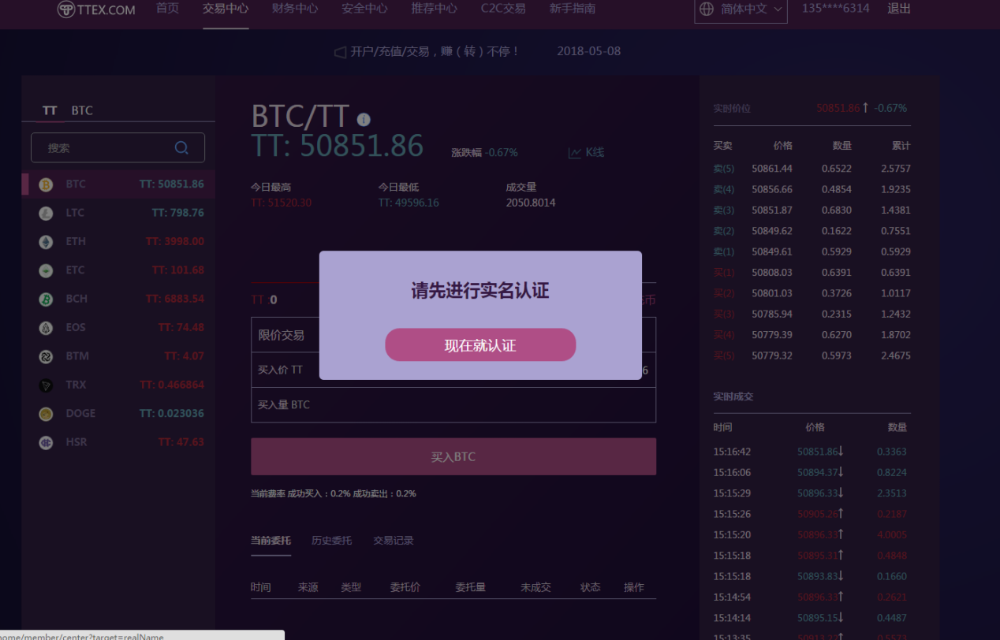 TTEX.COM 首页 交易中心 财务中心 安全中心 推荐中心 C2C交易 新手指南 简体中文 135****6314 退出
开户/充值/交易，赚（转）不停！ 2018-05-08
TT BTC
搜索
BTC TT: 50851.86
LTC TT: 798.76
ETH TT: 3998.00
ETC TT: 101.68
BCH TT: 6883.54
EOS TT: 74.48
BTM TT: 4.07
TRX TT: 0.466864
DOGE TT: 0.023036
HSR TT: 47.63
BTC/TT
TT: 50851.86 涨跌幅 -0.67% K线
今日最高 今日最低 成交量
TT: 51520.30 TT: 49596.16 2050.8014
请先进行实名认证
现在就认证
TT :0 币
限价交易
买入价 TT 6
买入量 BTC
买入BTC
当前费率 成功买入：0.2% 成功卖出：0.2%
当前委托 历史委托 交易记录
时间 来源 类型 委托价 委托量 未成交 状态 操作
实时价位 50851.86↑ -0.67%
买卖 价格 数量 累计
卖(5) 50861.44 0.6522 2.5757
卖(4) 50856.66 0.4854 1.9235
卖(3) 50851.87 0.6830 1.4381
卖(2) 50849.62 0.1622 0.7551
卖(1) 50849.61 0.5929 0.5929
买(1) 50808.03 0.6391 0.6391
买(2) 50801.03 0.3726 1.0117
买(3) 50785.94 0.2315 1.2432
买(4) 50779.39 0.6270 1.8702
买(5) 50779.32 0.5973 2.4675
实时成交
时间 价格 数量
15:16:42 50851.86↓ 0.3363
15:16:06 50894.37↓ 0.8224
15:15:29 50896.33↓ 2.3513
15:15:26 50905.26↑ 0.2187
15:15:20 50896.33↑ 4.0005
15:15:18 50895.31↑ 0.4848
15:15:18 50893.83↓ 0.1660
15:14:54 50896.33↑ 0.2621
15:14:14 50895.15↓ 0.4487
15:13:35 50913.22↑ 0.5573
home/member/center?target=realName